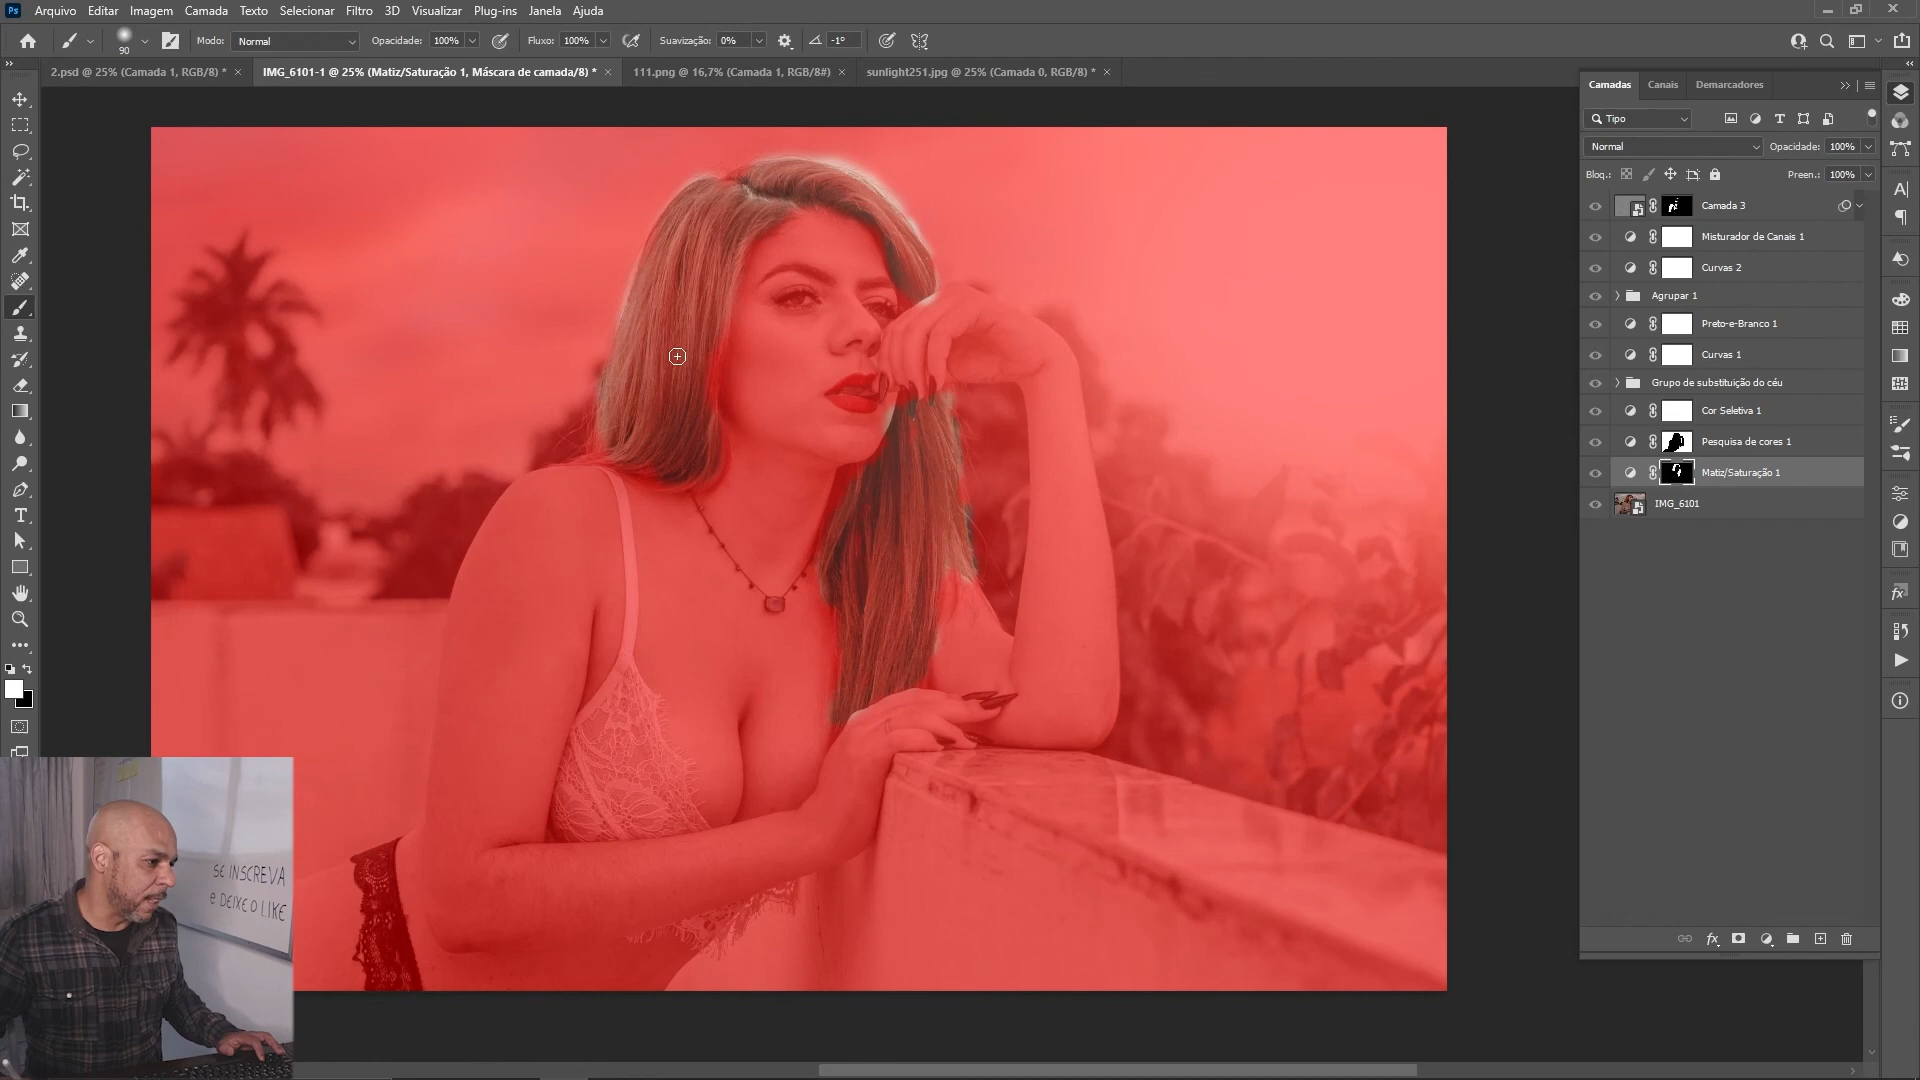 Ps Arquivo Editar Imagem Camada Texto Selecionar Filtro 3D Visualizar Plug-ins Janela Ajuda
90 Modo: Normal Opacidade: 100% Fluxo: 100% Suavização: 0% -1°
2.psd @ 25% (Camada 1, RGB/8) * IMG_6101-1 @ 25% (Matiz/Saturação 1, Máscara de camada/8) * 111.png @ 16,7% (Camada 1, RGB/8#) sunlight251.jpg @ 25% (Camada 0, RGB/8) *
Camadas Canais Demarcadores
Tipo
Normal Opacidade: 100%
Bloq.: Preen.: 100%
Camada 3
Misturador de Canais 1
Curvas 2
Agrupar 1
Preto-e-Branco 1
Curvas 1
Grupo de substituição do céu
Cor Seletiva 1
Pesquisa de cores 1
Matiz/Saturação 1
IMG_6101
SE INSCREVA
e DEIXE O LIKE